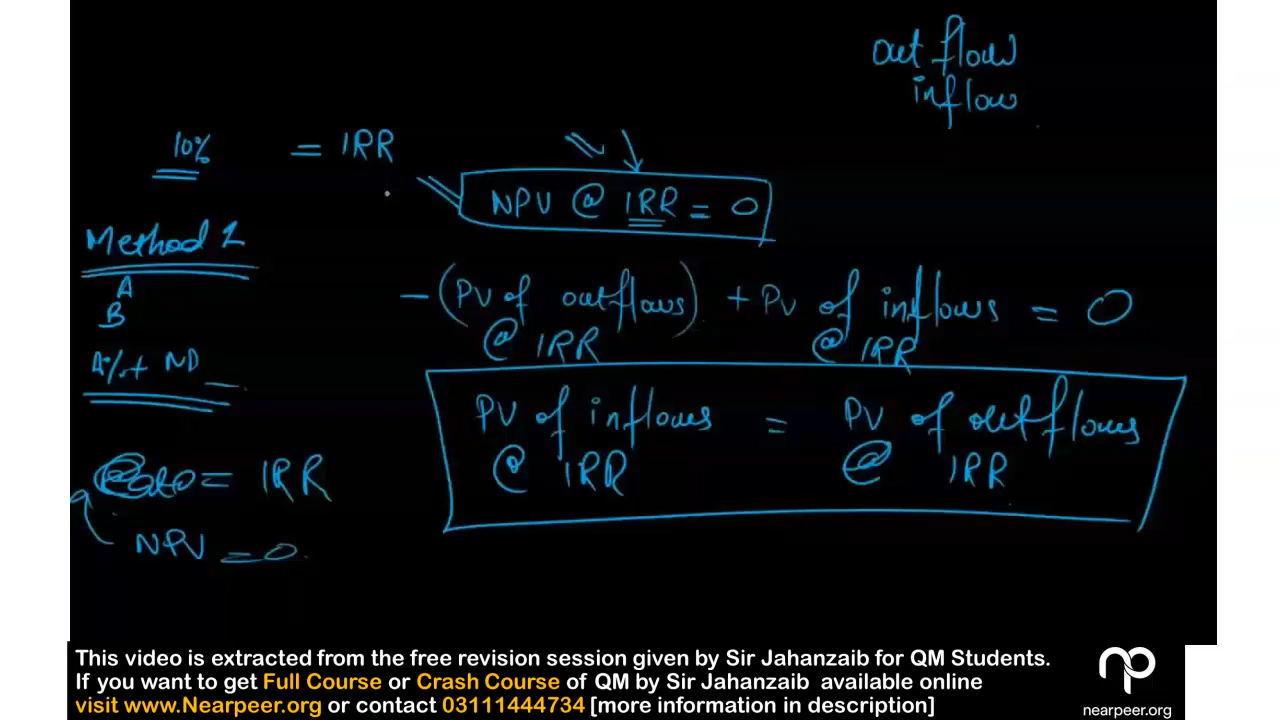 out flow
inflow
10% = IRR
NPV @ IRR = 0
Method 1
A
B
A% + ND
= IRR
NPV = 0
- (PV of outflows) + PV of inflows = 0
@ IRR @ IRR
PV of inflows = PV of outflows
@ IRR @ IRR
This video is extracted from the free revision session given by Sir Jahanzaib for QM Students.
If you want to get Full Course or Crash Course of QM by Sir Jahanzaib available online
visit www.Nearpeer.org or contact 03111444734 [more information in description]
np
nearpeer.org